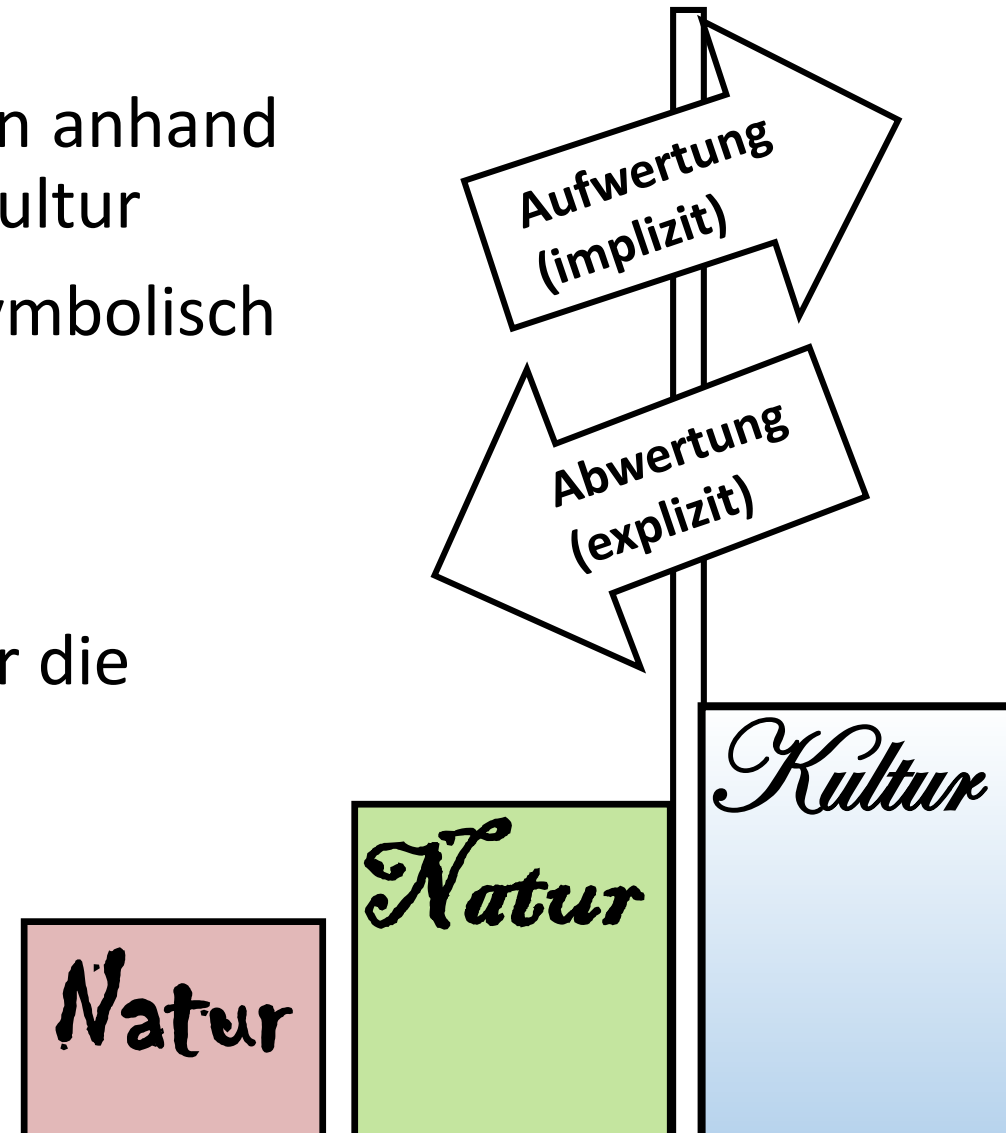 n anhand
ultur
ymbolisch
r die
Aufwertung
(implizit)
Abwertung
(explizit)
Kultur
Natur
Natur